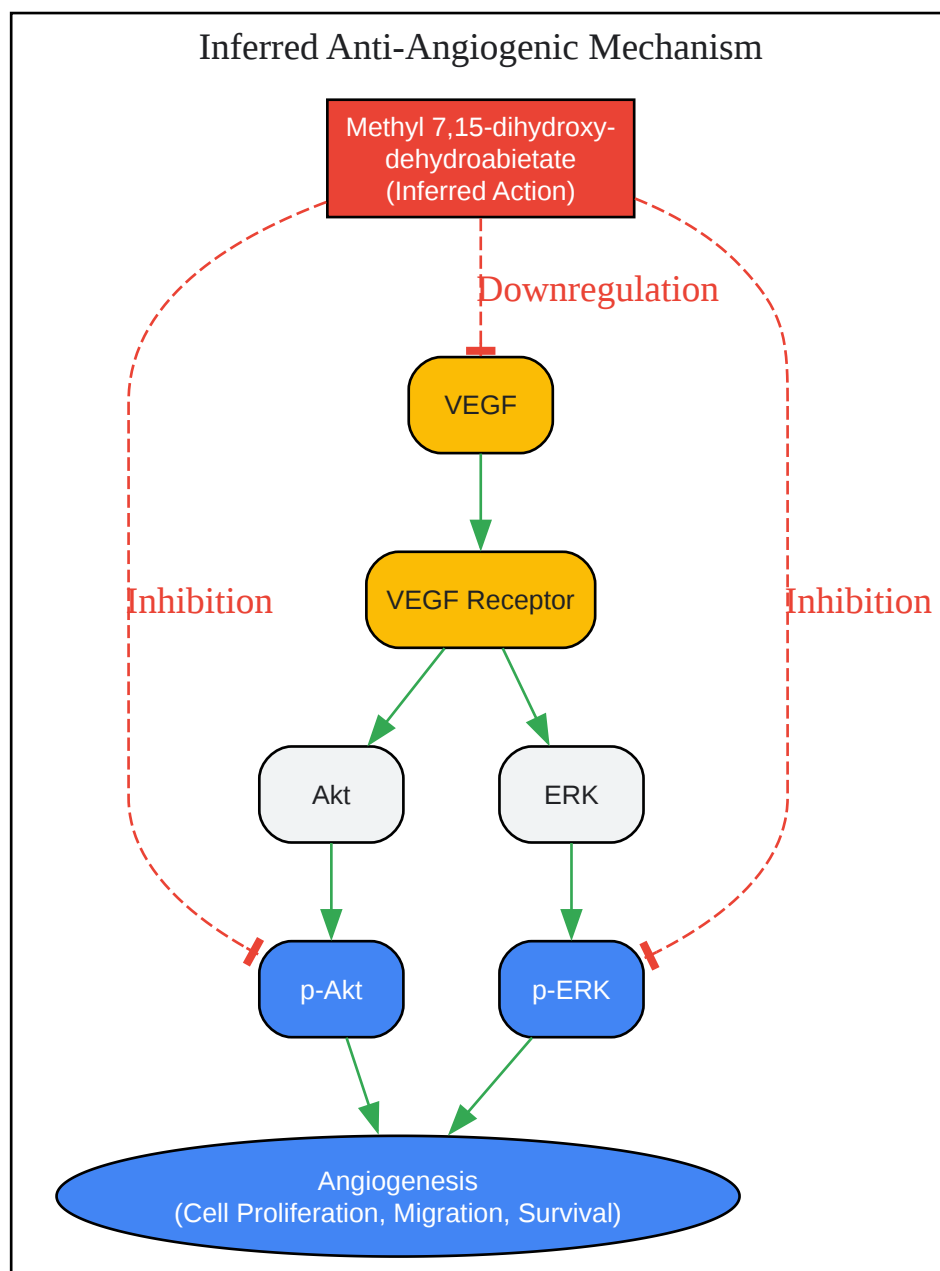 Inferred Anti-Angiogenic Mechanism
Methyl 7,15-dihydroxy-
dehydroabietate
(Inferred Action)
Downregulation
VEGF
Inhibition
VEGF Receptor
Inhibition
Akt
ERK
p-Akt
p-ERK
Angiogenesis
(Cell Proliferation, Migration, Survival)